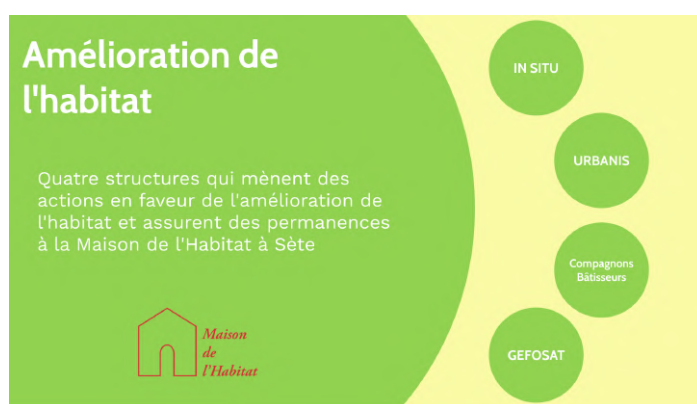 Amélioration de
l'habitat
Quatre structures qui mènent des
actions en faveur de l'amélioration de
l'habitat et assurent des permanences
à la Maison de l'Habitat à Sète
Maison
de
l'Habitat
IN SITU
URBANIS
Compagnons
Bâtisseurs
GEFOSAT